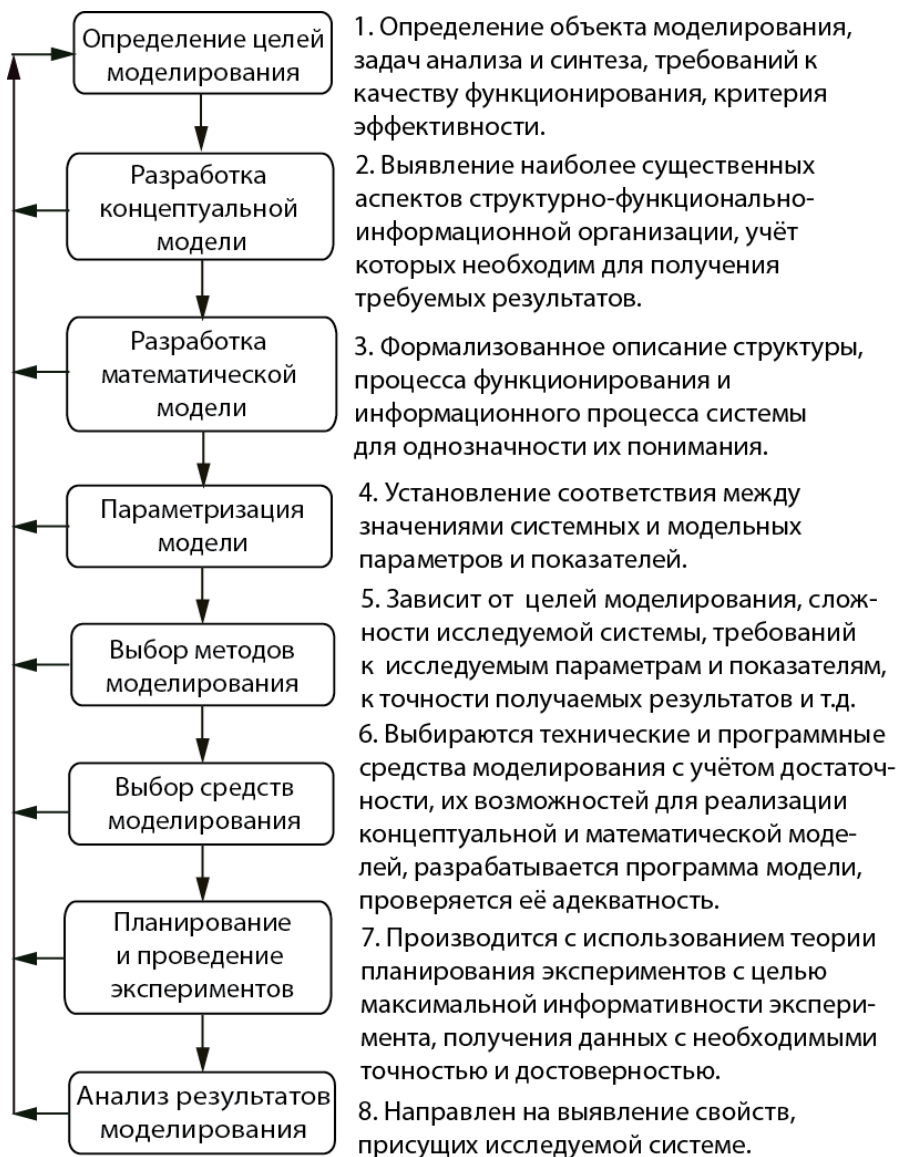 Определение целей
моделирования
1. Определение объекта моделирования,
задач анализа и синтеза, требований к
качеству функционирования, критерия
эффективности.
Разработка
концептуальной
модели
2. Выявление наиболее существенных
аспектов структурно-функционально-
информационной организации, учёт
которых необходим для получения
требуемых результатов.
Разработка
математической
модели
3. Формализованное описание структуры,
процесса функционирования и
информационного процесса системы
для однозначности их понимания.
Параметризация
модели
4. Установление соответствия между
значениями системных и модельных
параметров и показателей.
Выбор методов
моделирования
5. Зависит от целей моделирования, слож-
ности исследуемой системы, требований
к исследуемым параметрам и показателям,
к точности получаемых результатов и т.д.
Выбор средств
моделирования
6. Выбираются технические и программные
средства моделирования с учётом достаточ-
ности, их возможностей для реализации
концептуальной и математической моде-
лей, разрабатывается программа модели,
проверяется её адекватность.
Планирование
и проведение
экспериментов
7. Производится с использованием теории
планирования экспериментов с целью
максимальной информативности экспери-
мента, получения данных с необходимыми
точностью и достоверностью.
Анализ результатов
моделирования
8. Направлен на выявление свойств,
присущих исследуемой системе.